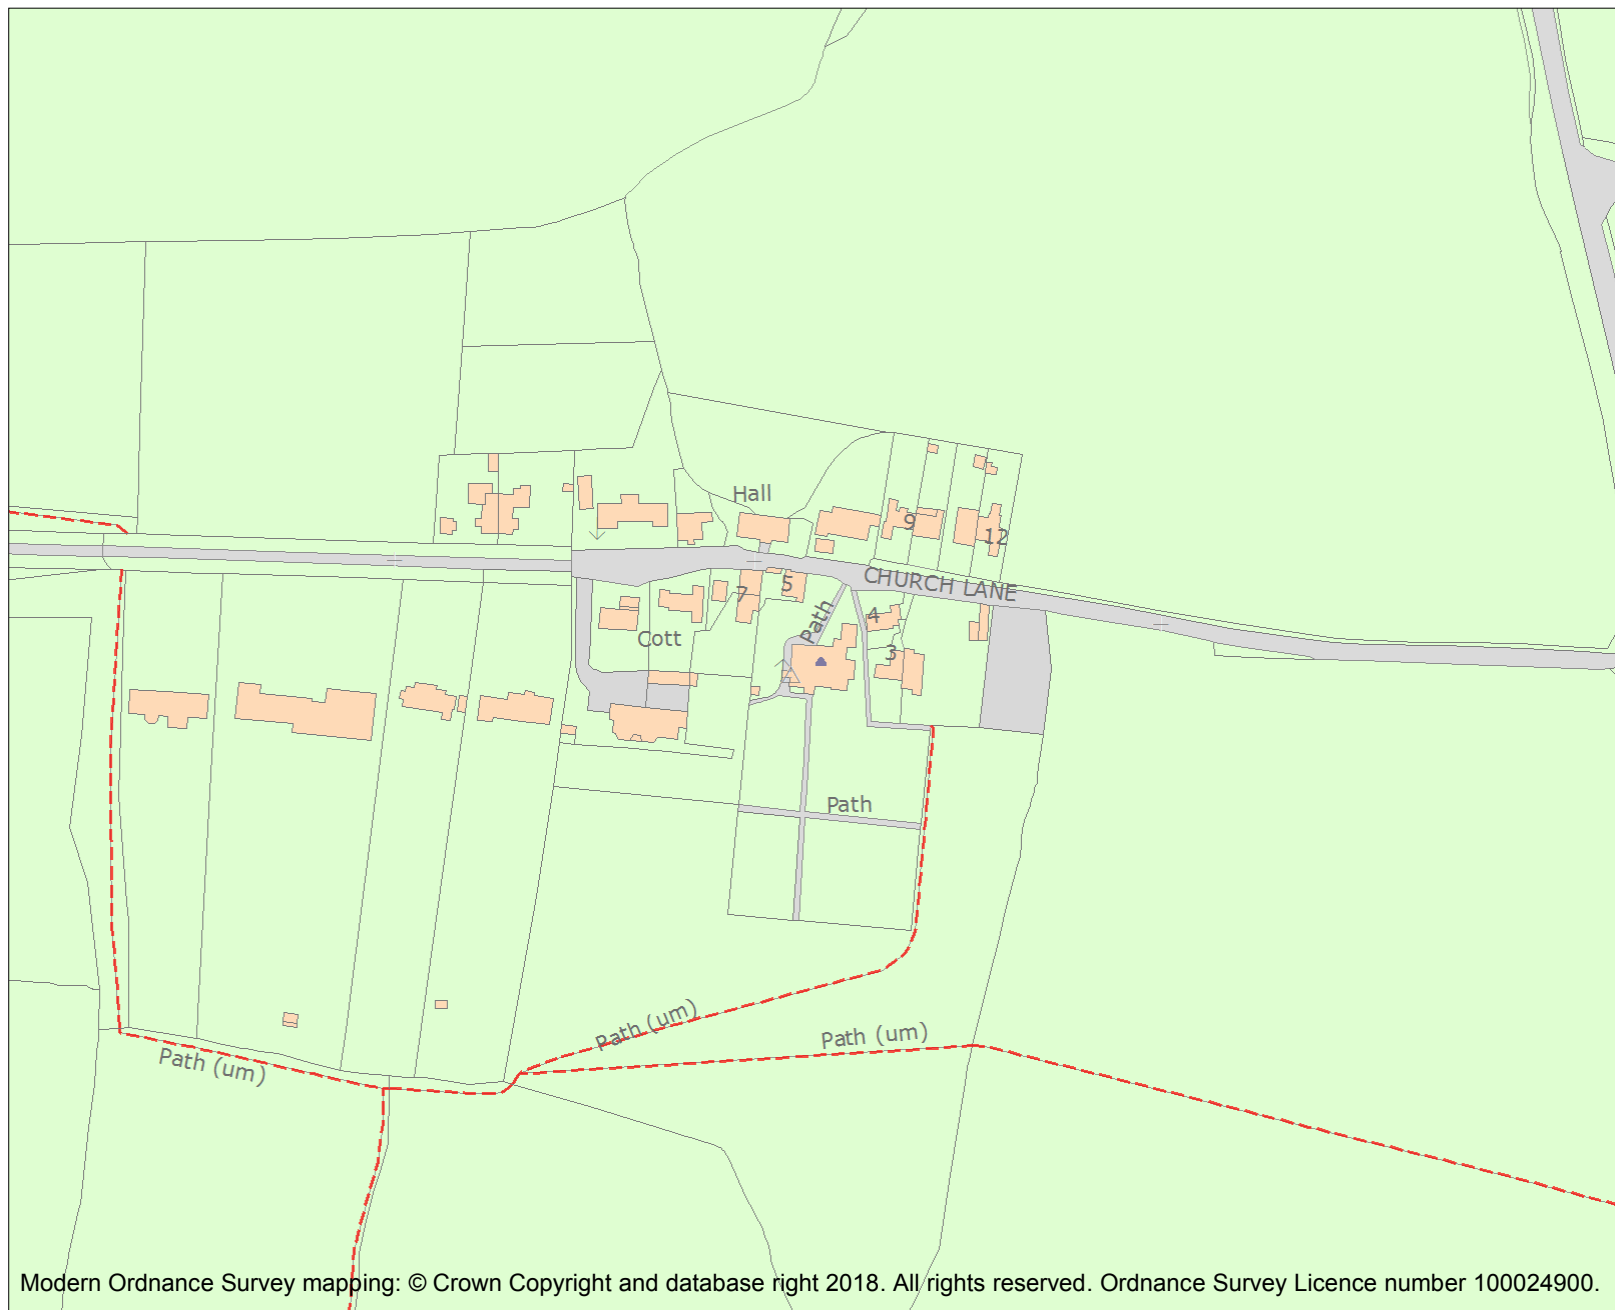 Hall
9
12
CHURCH LANE
5
7
4
Path
Cott
3
Path
Path (um)
Path (um)
Path (um)
Modern Ordnance Survey mapping: © Crown Copyright and database right 2018. All rights reserved. Ordnance Survey Licence number 100024900.